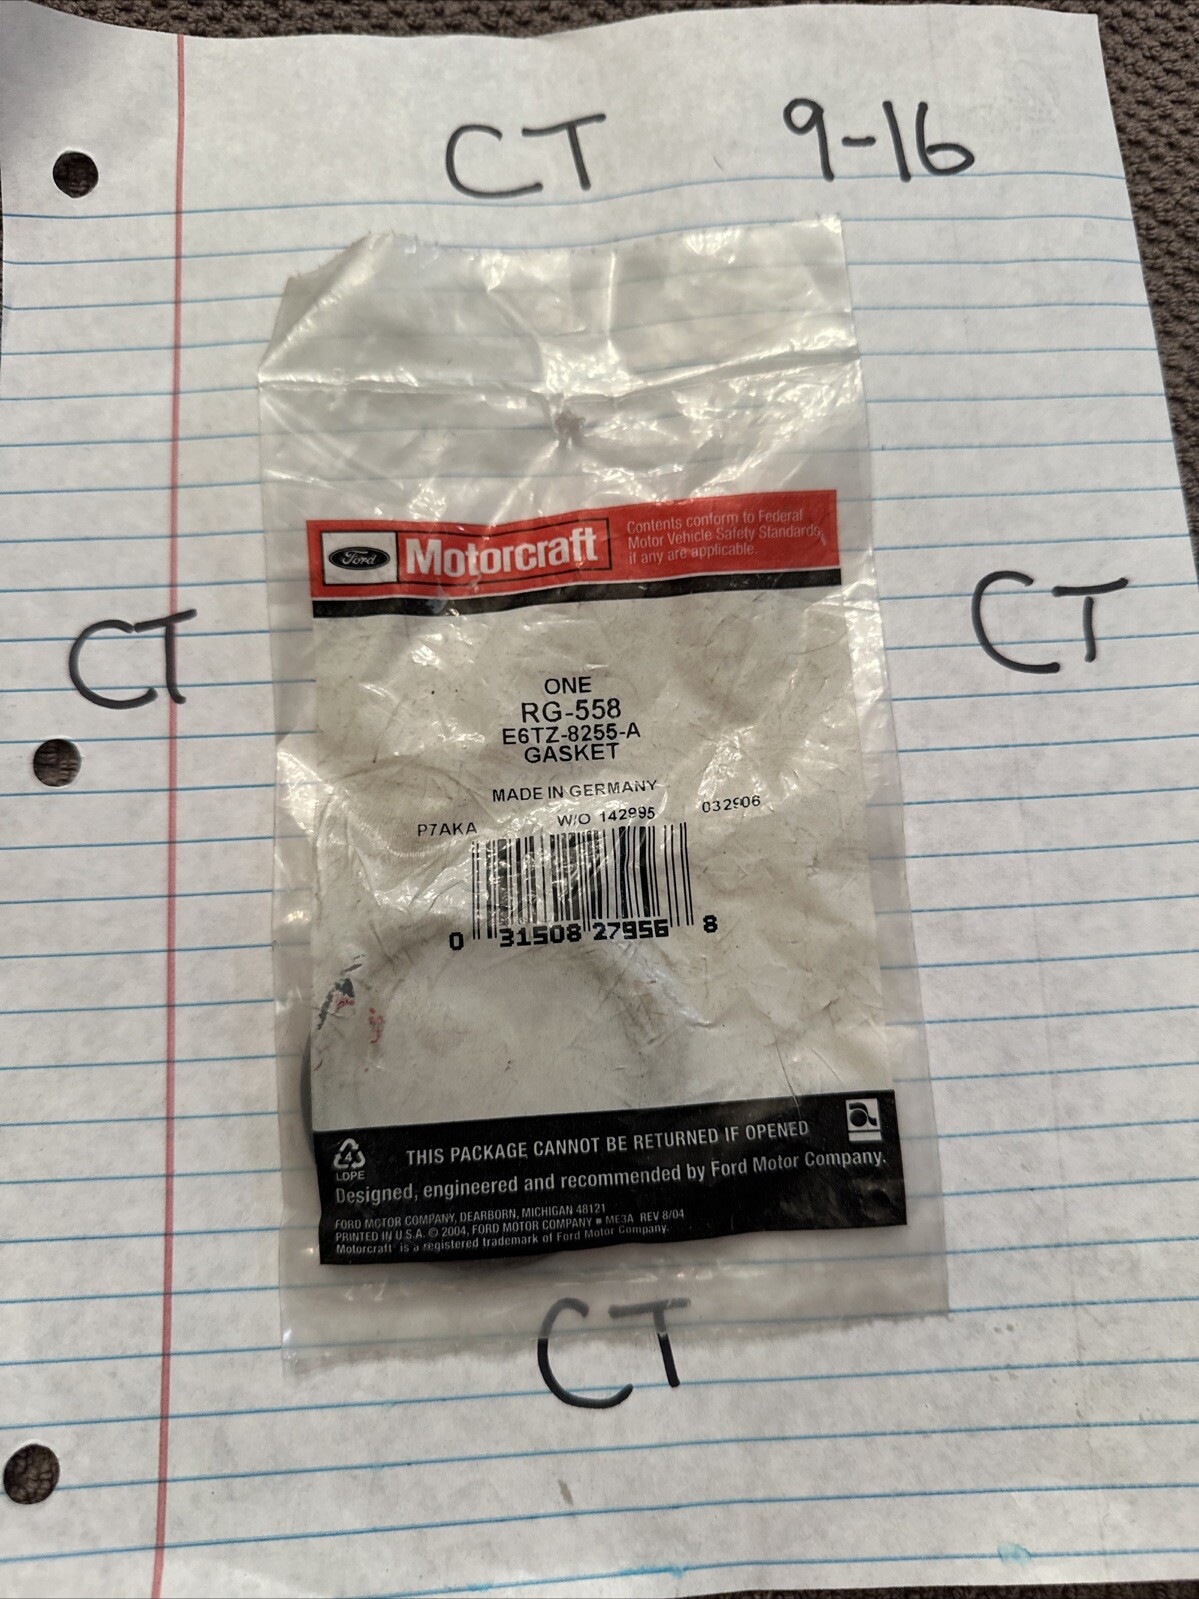 CT 9-16
Ford Motorcraft
Contents conform to Federal
Motor Vehicle Safety Standards,
if any are applicable.
CT
CT
ONE
RG-558
E6TZ-8255-A
GASKET
MADE IN GERMANY
P7AKA W/O 142995 032906
0 31508 27956 8
4
LDPE
THIS PACKAGE CANNOT BE RETURNED IF OPENED
Designed, engineered and recommended by Ford Motor Company.
FORD MOTOR COMPANY, DEARBORN, MICHIGAN 48121
PRINTED IN U.S.A. © 2004, FORD MOTOR COMPANY ▪ ME3A REV 8/04
Motorcraft is a registered trademark of Ford Motor Company.
CT